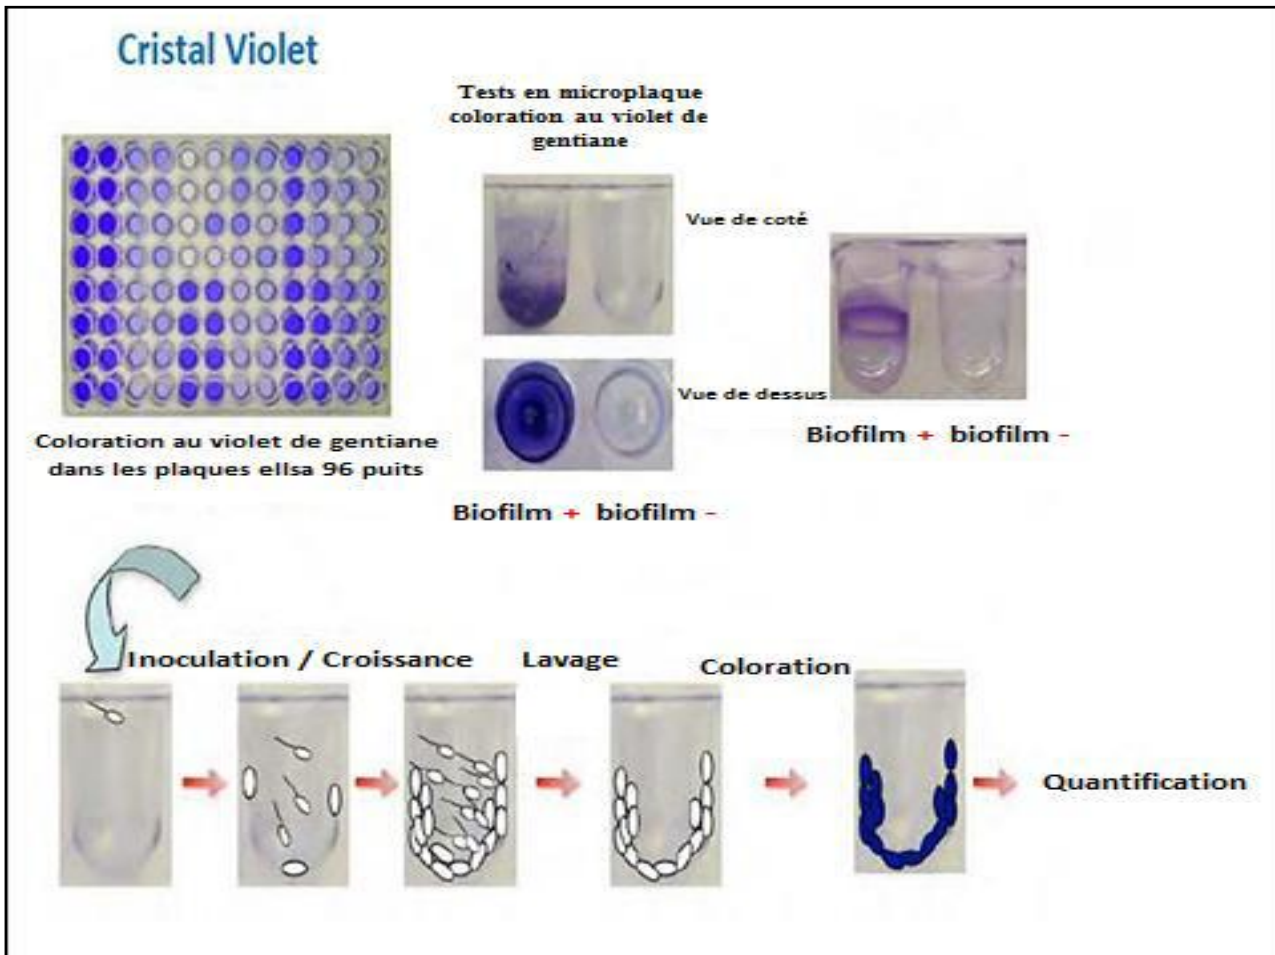 Cristal Violet
Tests en microplaque
coloration au violet de
gentiane
Vue de coté
Vue de dessus
Biofilm + biofilm -
Coloration au violet de gentiane
dans les plaques ellsa 96 puits
Biofilm + biofilm -
Inoculation / Croissance
Lavage
Coloration
Quantification